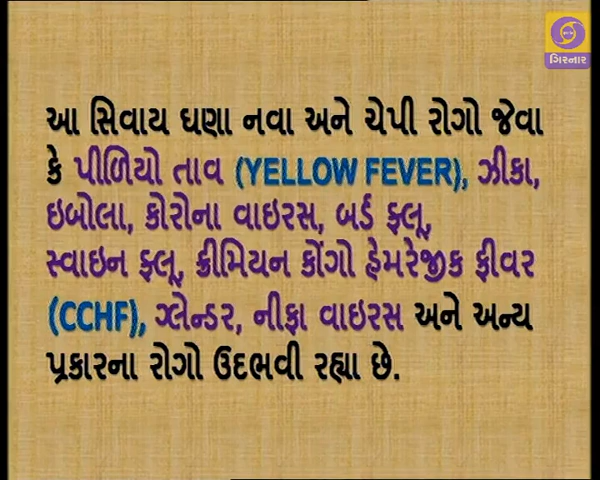 ગિરનાર
આ સિવાય ઘણા નવા અને ચેપી રોગો જેવા
કે પીળિયો તાવ (YELLOW FEVER), ઝીકા,
ઇબોલા, કોરોના વાઇરસ, બર્ડ ફ્લૂ,
સ્વાઇન ફ્લૂ, ક્રીમિયન કોંગો હેમરેજીક ફીવર
(CCHF), ગ્લેન્ડર, નીફા વાઇરસ અને અન્ય
પ્રકારના રોગો ઉદભવી રહ્યા છે.